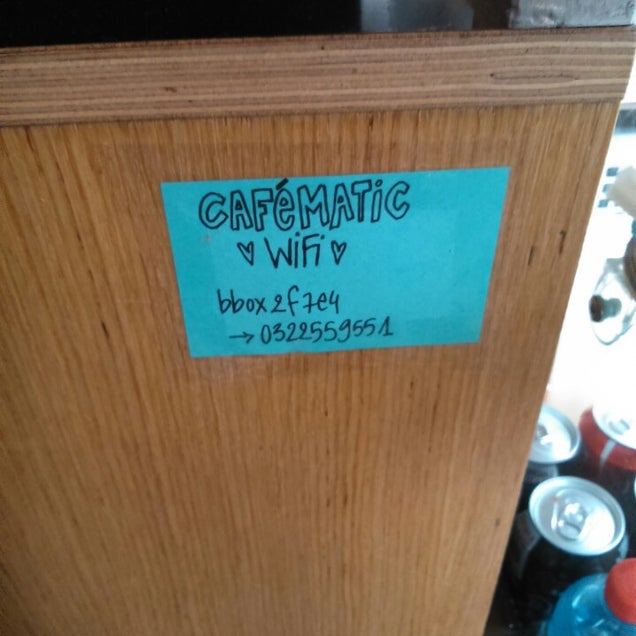 CAFéMATIC
♡ WiFi ♡
bbox2f7e4
→ 0322559551